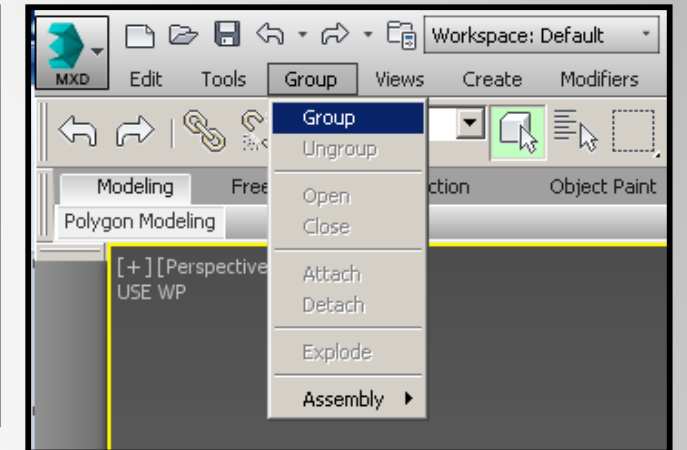 Workspace: Default
MXD Edit Tools Group Views Create Modifiers
Group
Ungroup
Modeling Free ction Object Paint
Open
Polygon Modeling
Close
[+][Perspective
USE WP
Attach
Detach
Explode
Assembly